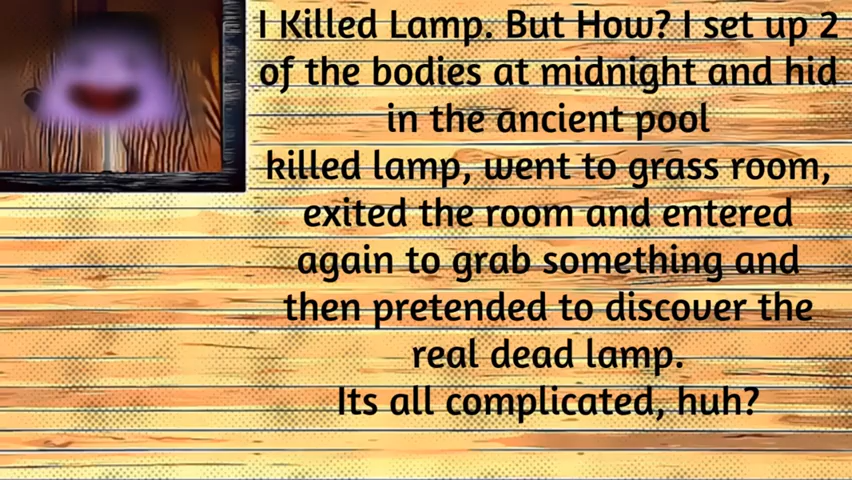 I Killed Lamp. But How? I set up 2
of the bodies at midnight and hid
in the ancient pool
killed lamp, went to grass room,
exited the room and entered
again to grab something and
then pretended to discover the
real dead lamp.
Its all complicated, huh?